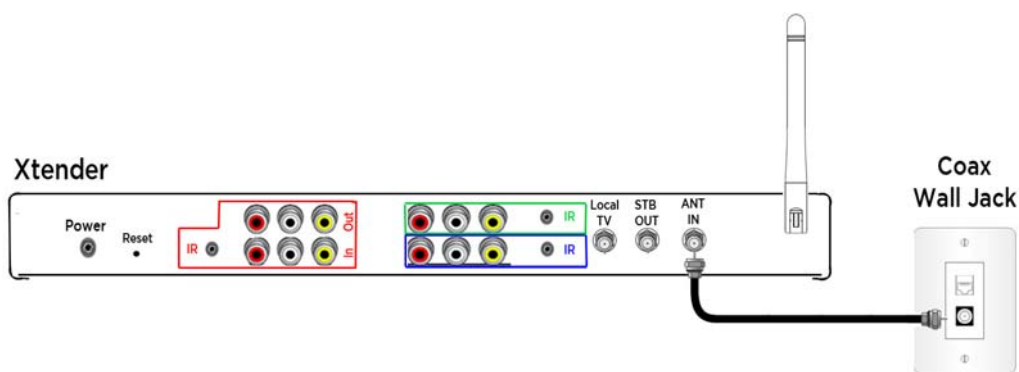 Xtender
Coax
Wall Jack
Power
Reset
IR
Out
In
IR
IR
Local
TV
STB
OUT
ANT
IN